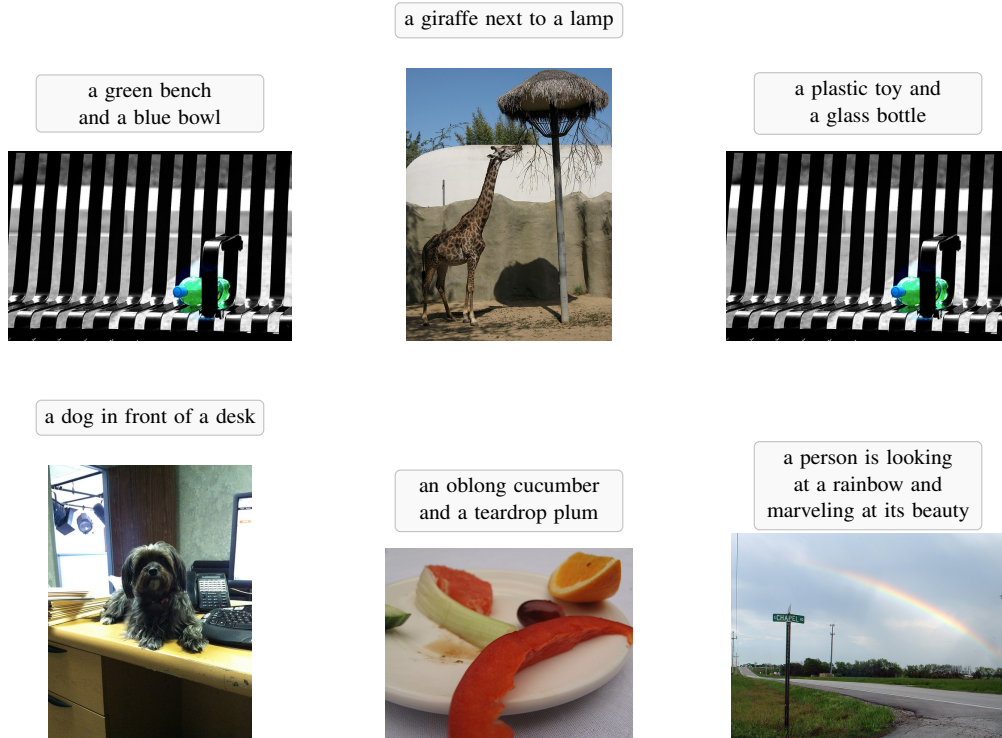 a giraffe next to a lamp
a green bench
and a blue bowl
a plastic toy and
a glass bottle
a dog in front of a desk
an oblong cucumber
and a teardrop plum
a person is looking
at a rainbow and
marveling at its beauty
CHAPEL